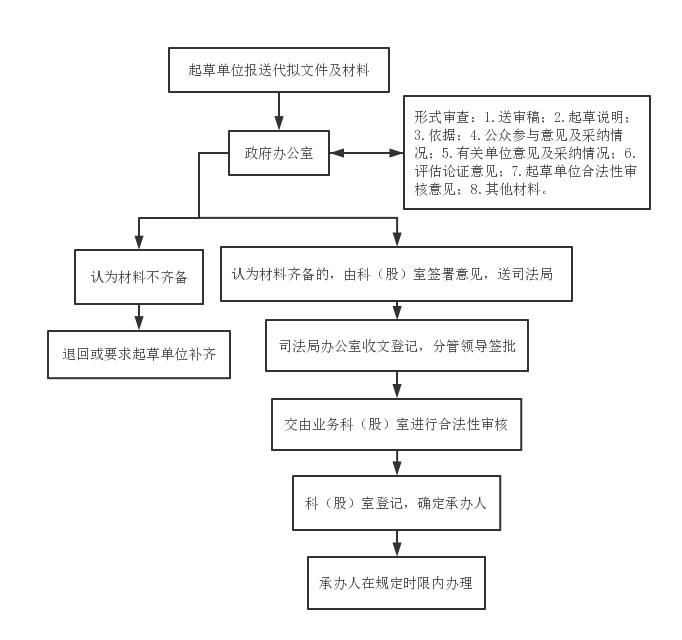 起草单位报送代拟文件及材料
政府办公室
形式审查：1.送审稿；2.起草说明；
3.依据；4.公众参与意见及采纳情
况；5.有关单位意见及采纳情况；6.
评估论证意见；7.起草单位合法性审
核意见；8.其他材料。
认为材料不齐备
认为材料齐备的，由科（股）室签署意见，送司法局
退回或要求起草单位补齐
司法局办公室收文登记，分管领导签批
交由业务科（股）室进行合法性审核
科（股）室登记，确定承办人
承办人在规定时限内办理